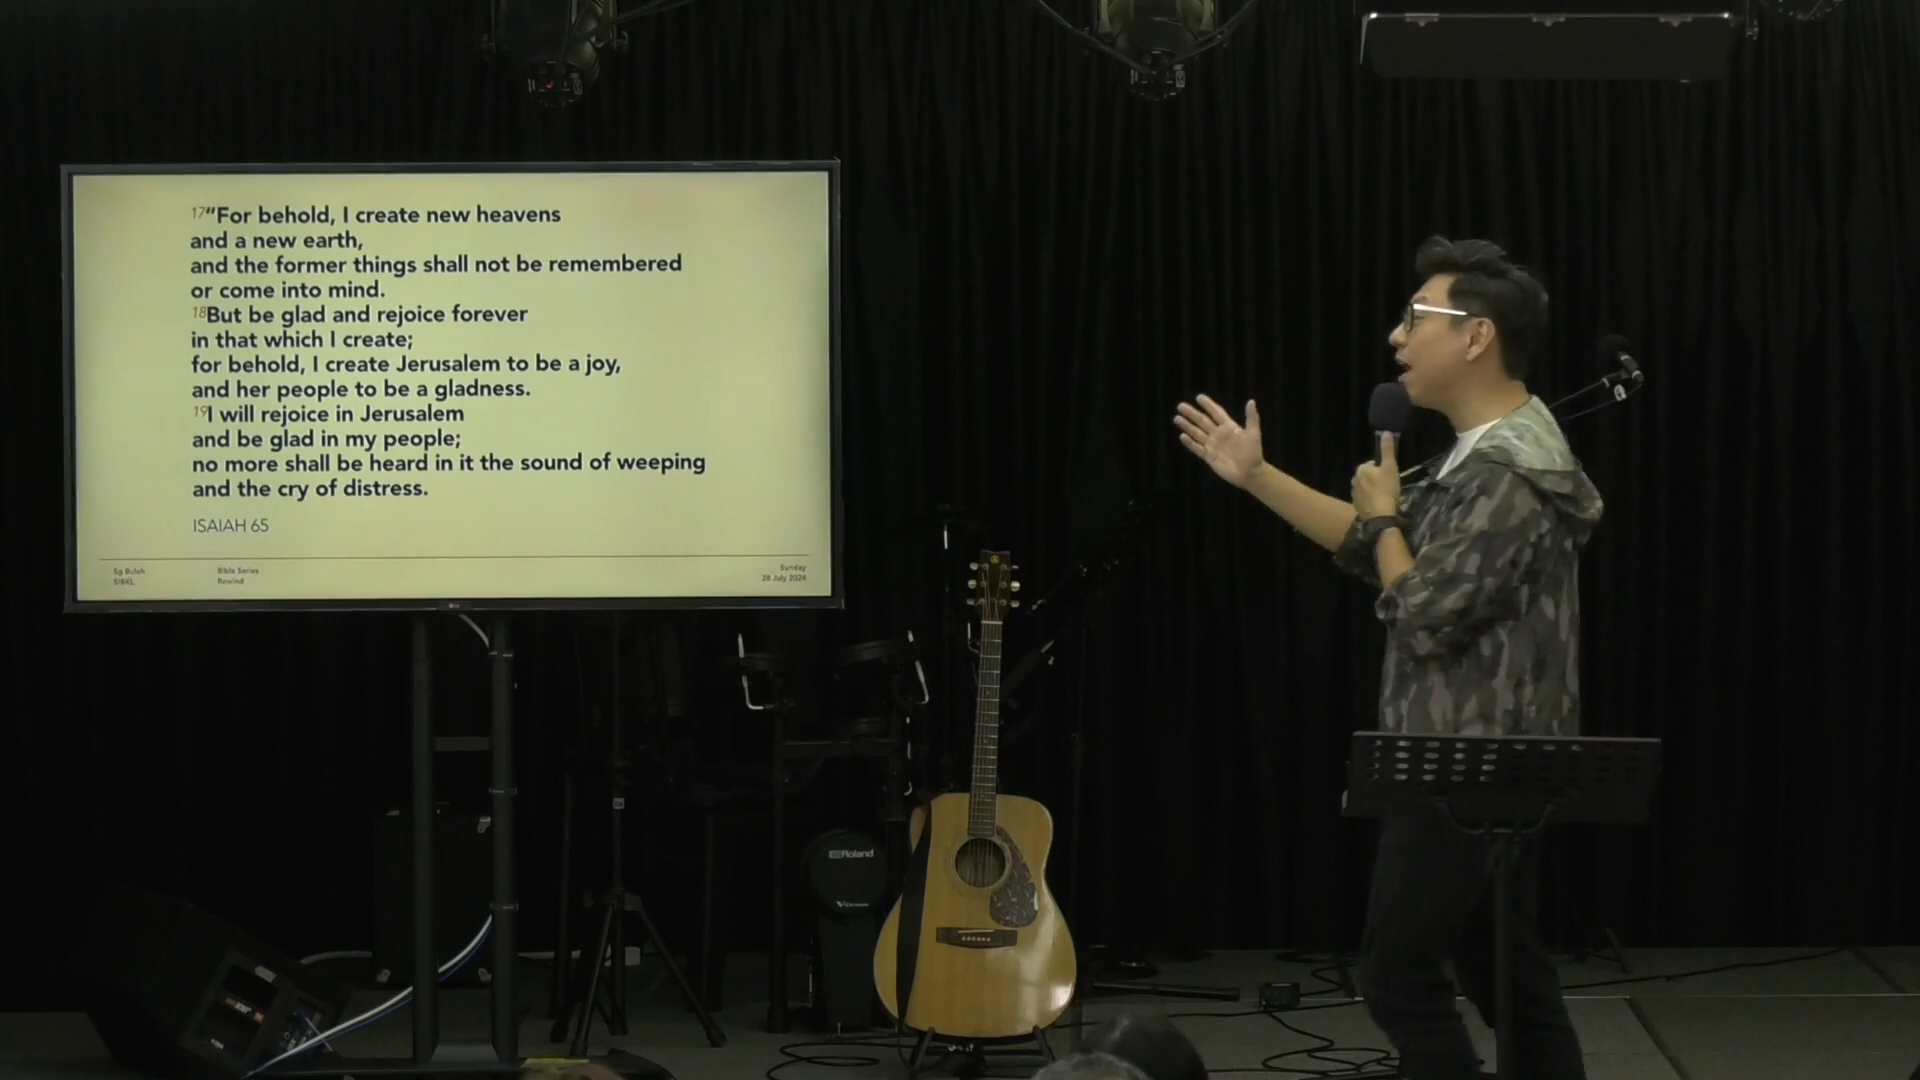 17"For behold, I create new heavens
and a new earth,
and the former things shall not be remembered
or come into mind.
18But be glad and rejoice forever
in that which I create;
for behold, I create Jerusalem to be a joy,
and her people to be a gladness.
19I will rejoice in Jerusalem
and be glad in my people;
no more shall be heard in it the sound of weeping
and the cry of distress.
ISAIAH 65
Sg Buloh
SIBKL
Bible Series
Rewind
Sunday
28 July 2024
LG
Roland
V-Drums